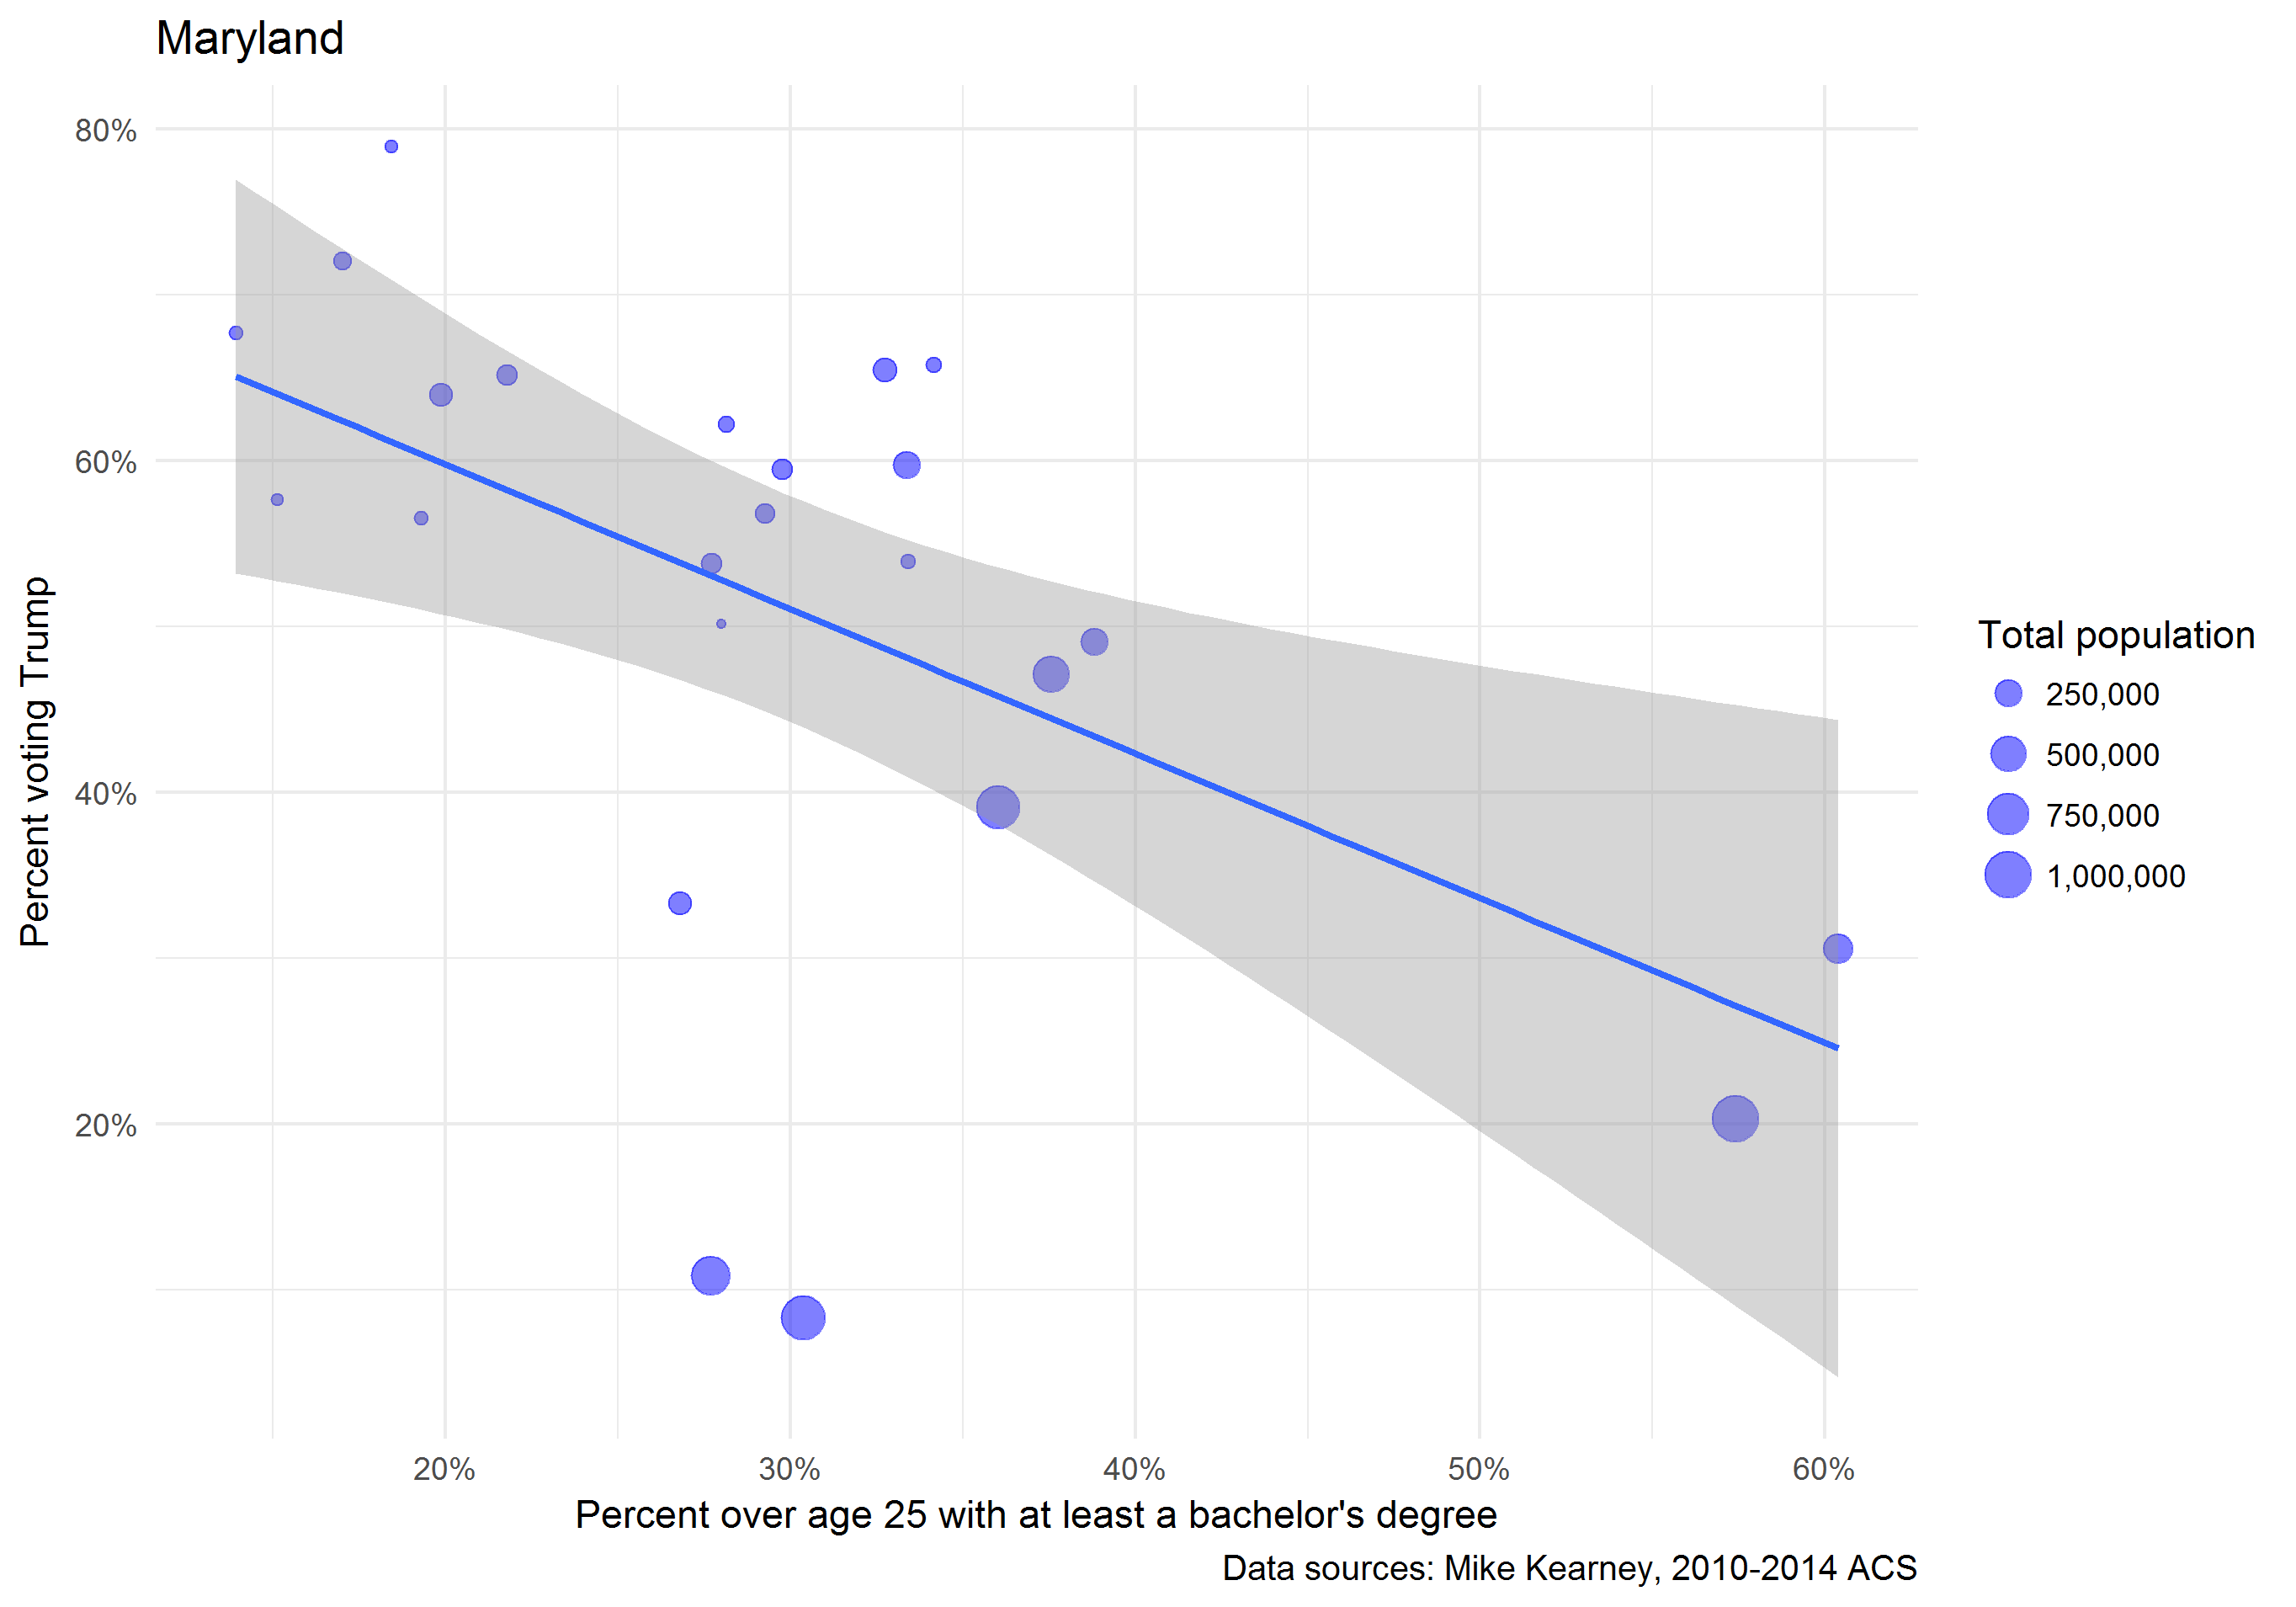 Maryland
80%
60%
40%
20%
Percent voting Trump
20%
30%
40%
50%
60%
Percent over age 25 with at least a bachelor's degree
Total population
250,000
500,000
750,000
1,000,000
Data sources: Mike Kearney, 2010-2014 ACS